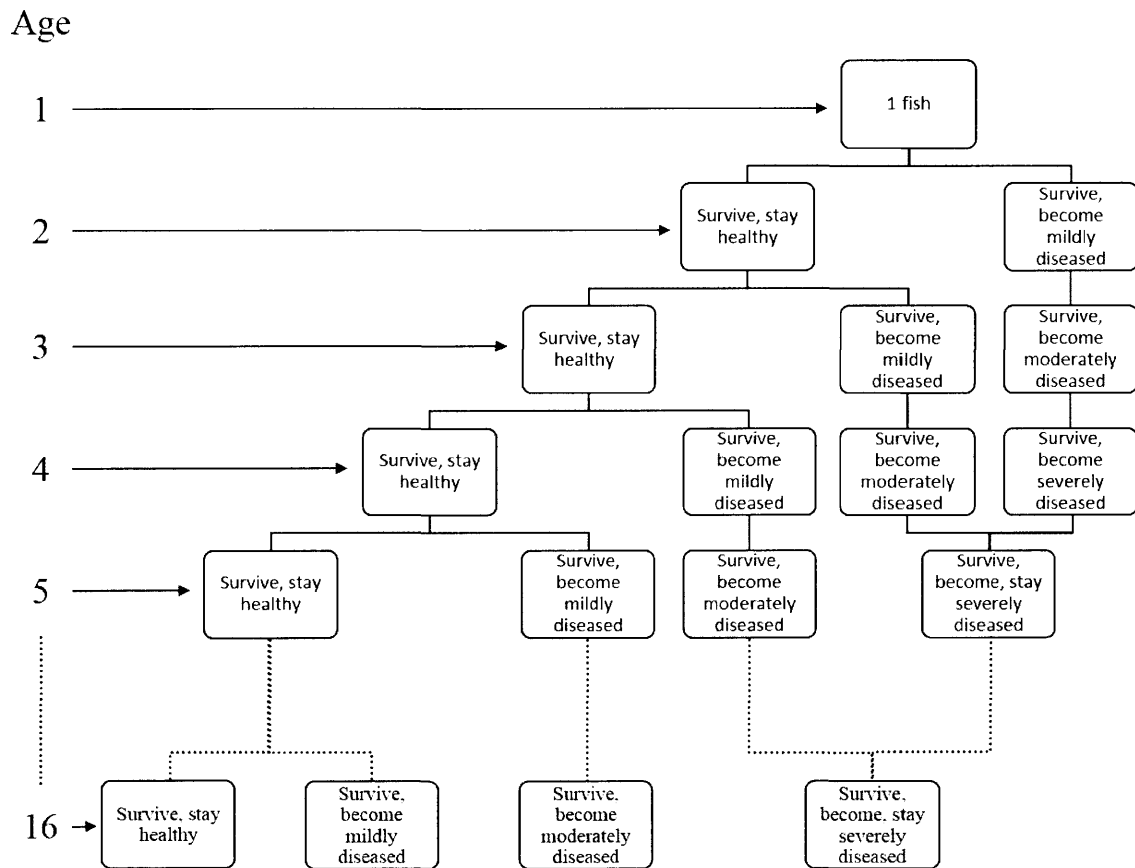 Age
1
1 fish
2
Survive, stay
healthy
Survive,
become
mildly
diseased
3
Survive, stay
healthy
Survive,
become
mildly
diseased
Survive,
become
moderately
diseased
4
Survive, stay
healthy
Survive,
become
mildly
diseased
Survive,
become
moderately
diseased
Survive,
become
severely
diseased
5
Survive, stay
healthy
Survive,
become
mildly
diseased
Survive,
become
moderately
diseased
Survive,
become, stay
severely
diseased
16
Survive, stay
healthy
Survive,
become
mildly
diseased
Survive,
become
moderately
diseased
Survive,
become, stay
severely
diseased